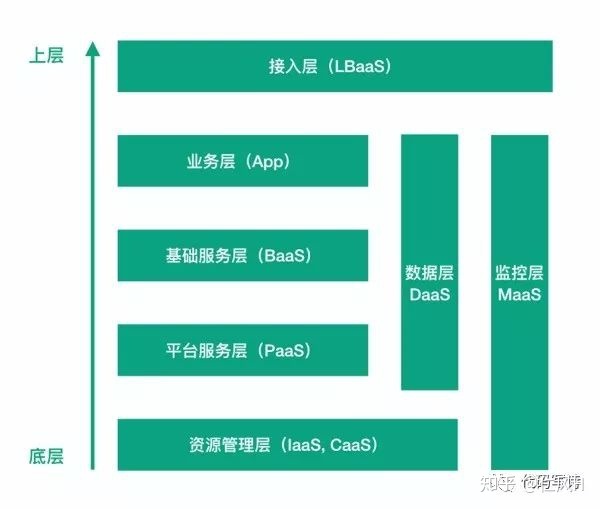 上层
接入层（LBaaS）
业务层（App）
基础服务层（BaaS）
数据层
DaaS
监控层
MaaS
平台服务层（PaaS）
资源管理层（IaaS, CaaS）
底层
知乎